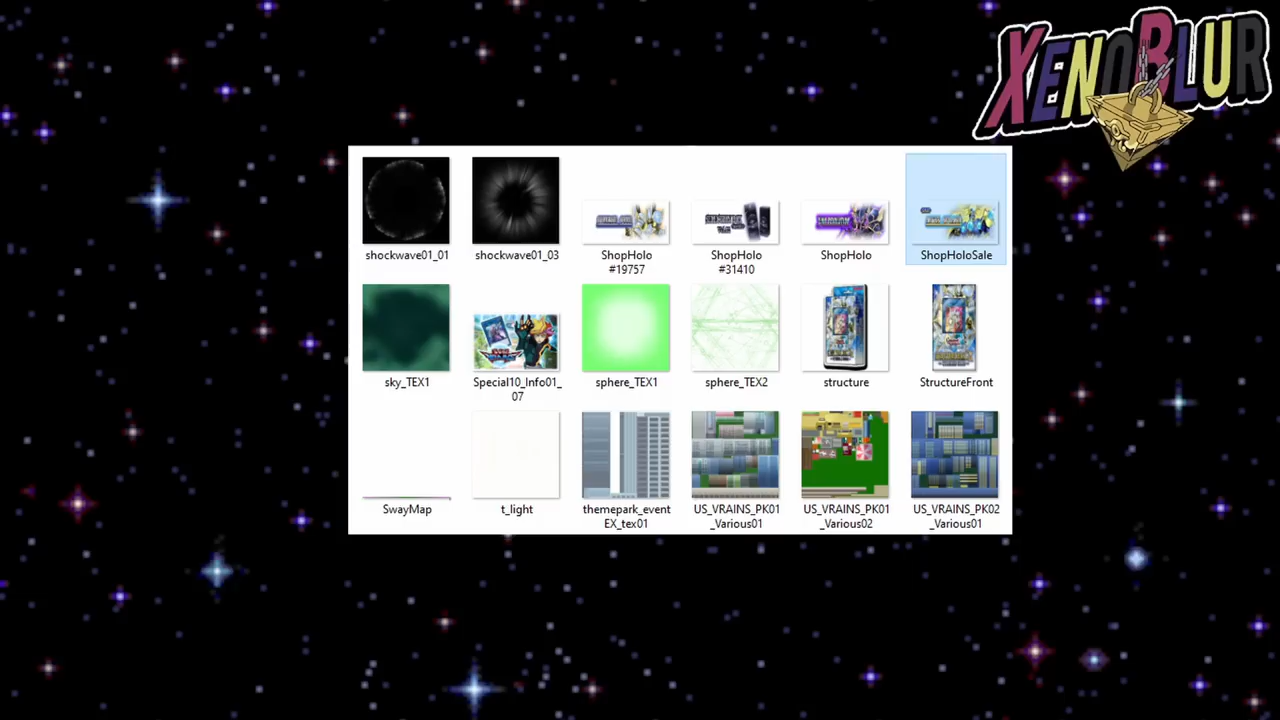 XENOBLUR
shockwave01_01
shockwave01_03
ShopHolo
#19757
ShopHolo
#31410
ShopHolo
ShopHoloSale
sky_TEX1
Special10_Info01_
07
sphere_TEX1
sphere_TEX2
structure
StructureFront
SwayMap
t_light
themepark_event
EX_tex01
US_VRAINS_PK01
_Various01
US_VRAINS_PK01
_Various02
US_VRAINS_PK02
_Various01